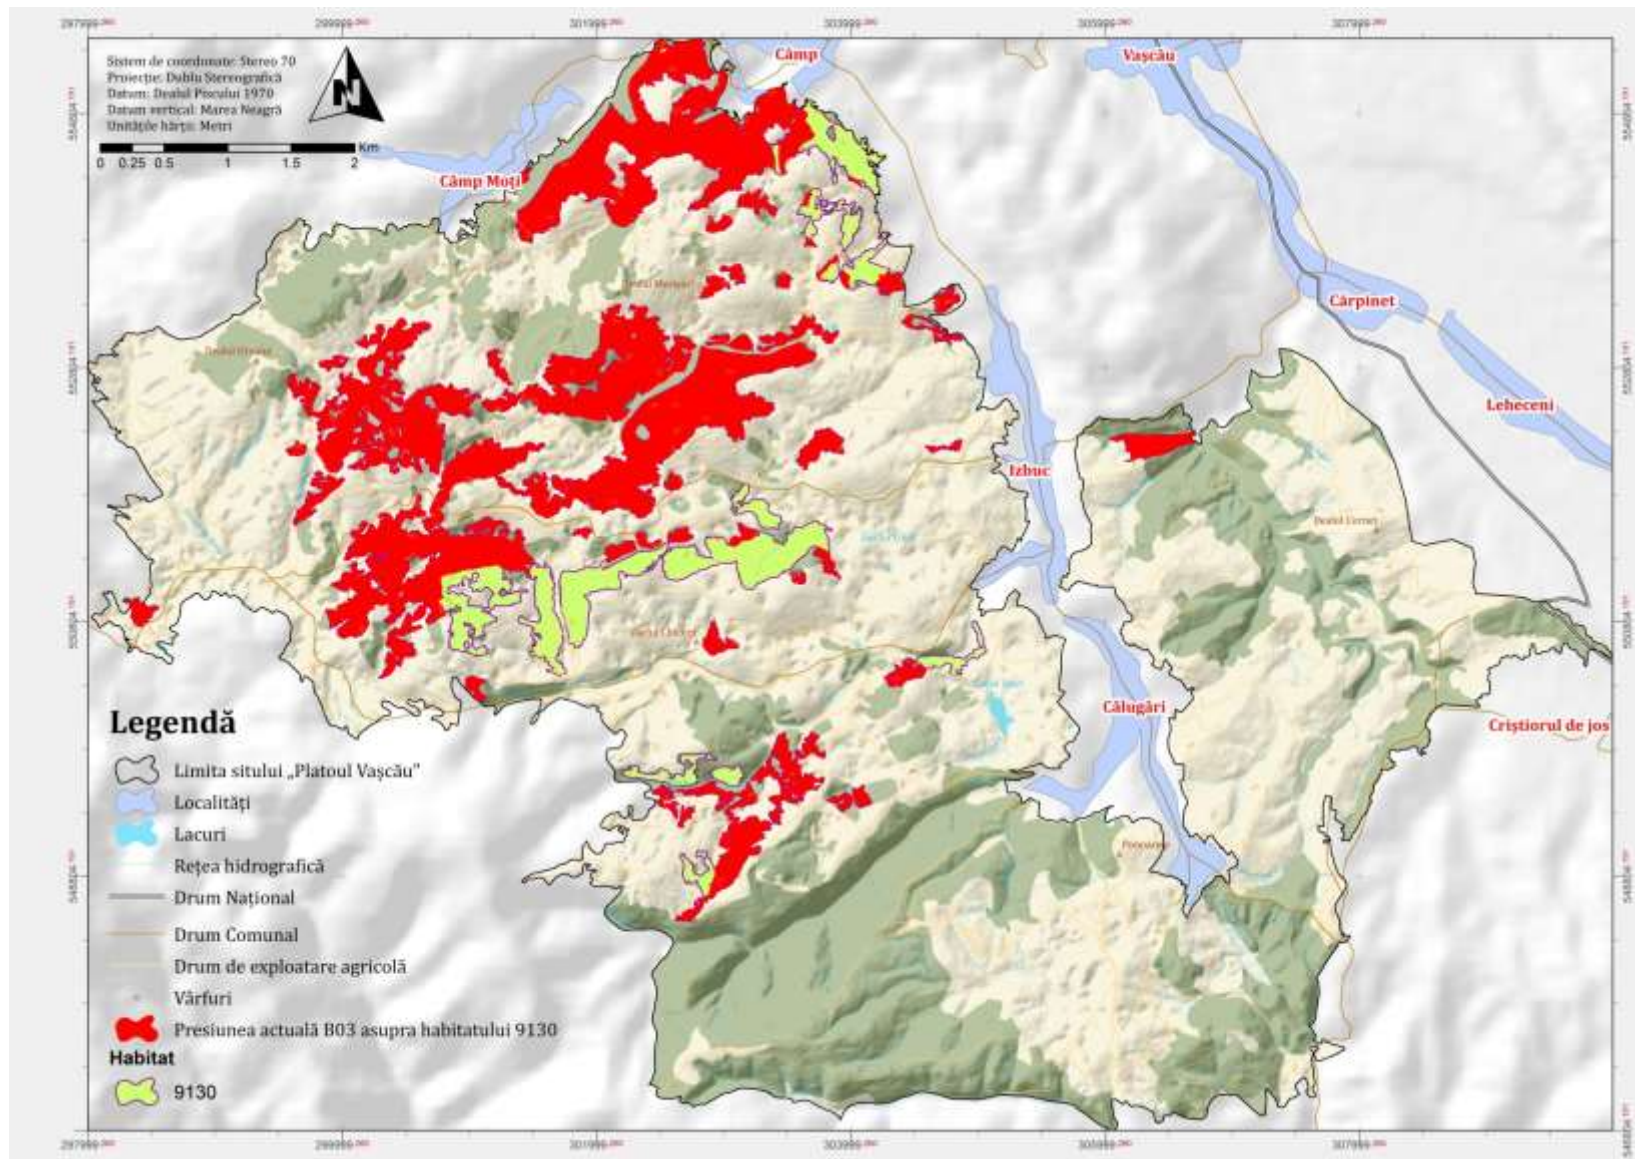 Sistem de coordonate: Stereo 70
Proiecție: Dublu Stereografică
Datum: Dealul Piscului 1970
Datum vertical: Marea Neagră
Unitățile hărții: Metri
N
Km
0 0.25 0.5 1 1.5 2
Câmp
Vașcău
Câmp Moți
Cărpinet
Leheceni
Izbuc
Călugări
Criștiorul de jos
Legendă
Limita sitului „Platoul Vașcău"
Localități
Lacuri
Rețea hidrografică
Drum Național
Drum Comunal
Drum de exploatare agricolă
Vârfuri
Presiunea actuală B03 asupra habitatului 9130
Habitat
9130